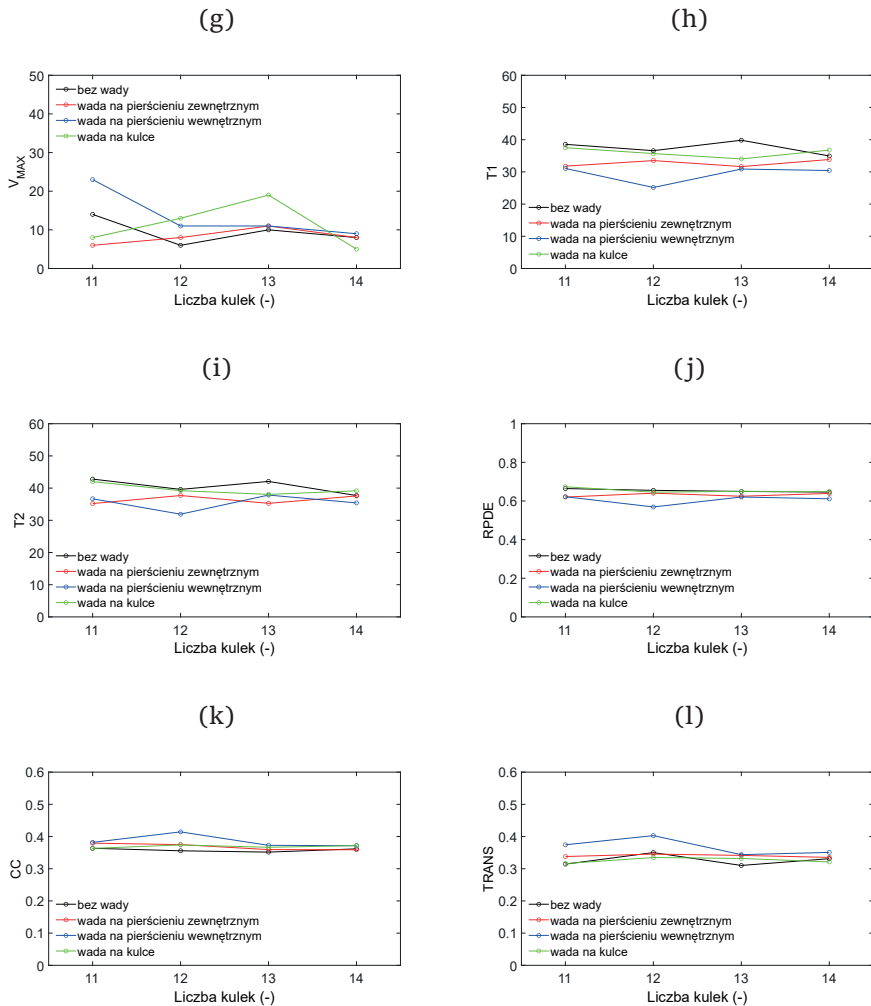 (g)
50
40
30
20
10
0
V_MAX
bez wady
wada na pierścieniu zewnętrznym
wada na pierścieniu wewnętrznym
wada na kulce
11 12 13 14
Liczba kulek (-)
(h)
60
50
40
30
20
10
0
T1
bez wady
wada na pierścieniu zewnętrznym
wada na pierścieniu wewnętrznym
wada na kulce
11 12 13 14
Liczba kulek (-)
(i)
60
50
40
30
20
10
0
T2
bez wady
wada na pierścieniu zewnętrznym
wada na pierścieniu wewnętrznym
wada na kulce
11 12 13 14
Liczba kulek (-)
(j)
1
0.8
0.6
0.4
0.2
0
RPDE
bez wady
wada na pierścieniu zewnętrznym
wada na pierścieniu wewnętrznym
wada na kulce
11 12 13 14
Liczba kulek (-)
(k)
0.6
0.5
0.4
0.3
0.2
0.1
0
CC
bez wady
wada na pierścieniu zewnętrznym
wada na pierścieniu wewnętrznym
wada na kulce
11 12 13 14
Liczba kulek (-)
(l)
0.6
0.5
0.4
0.3
0.2
0.1
0
TRANS
bez wady
wada na pierścieniu zewnętrznym
wada na pierścieniu wewnętrznym
wada na kulce
11 12 13 14
Liczba kulek (-)